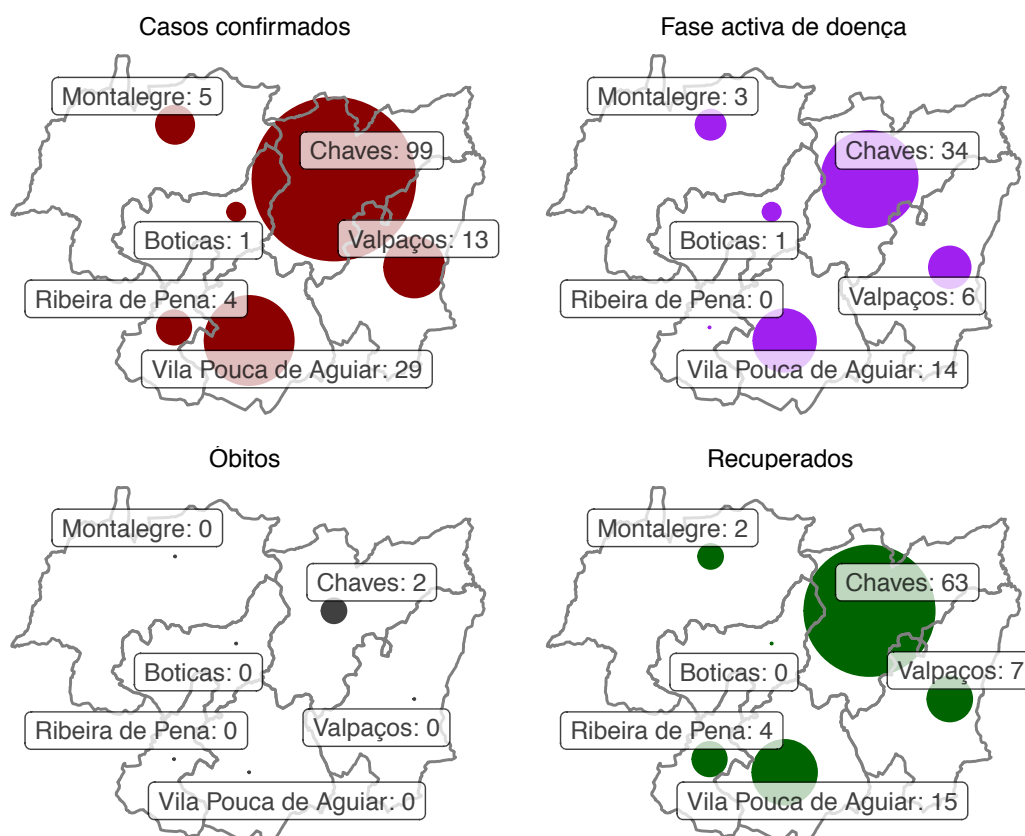 Casos confirmados
Montalegre: 5
Chaves: 99
Boticas: 1
Valpaços: 13
Ribeira de Pena: 4
Vila Pouca de Aguiar: 29
Fase activa de doença
Montalegre: 3
Chaves: 34
Boticas: 1
Ribeira de Pena: 0
Valpaços: 6
Vila Pouca de Aguiar: 14
Óbitos
Montalegre: 0
Chaves: 2
Boticas: 0
Ribeira de Pena: 0
Valpaços: 0
Vila Pouca de Aguiar: 0
Recuperados
Montalegre: 2
Chaves: 63
Boticas: 0
Valpaços: 7
Ribeira de Pena: 4
Vila Pouca de Aguiar: 15